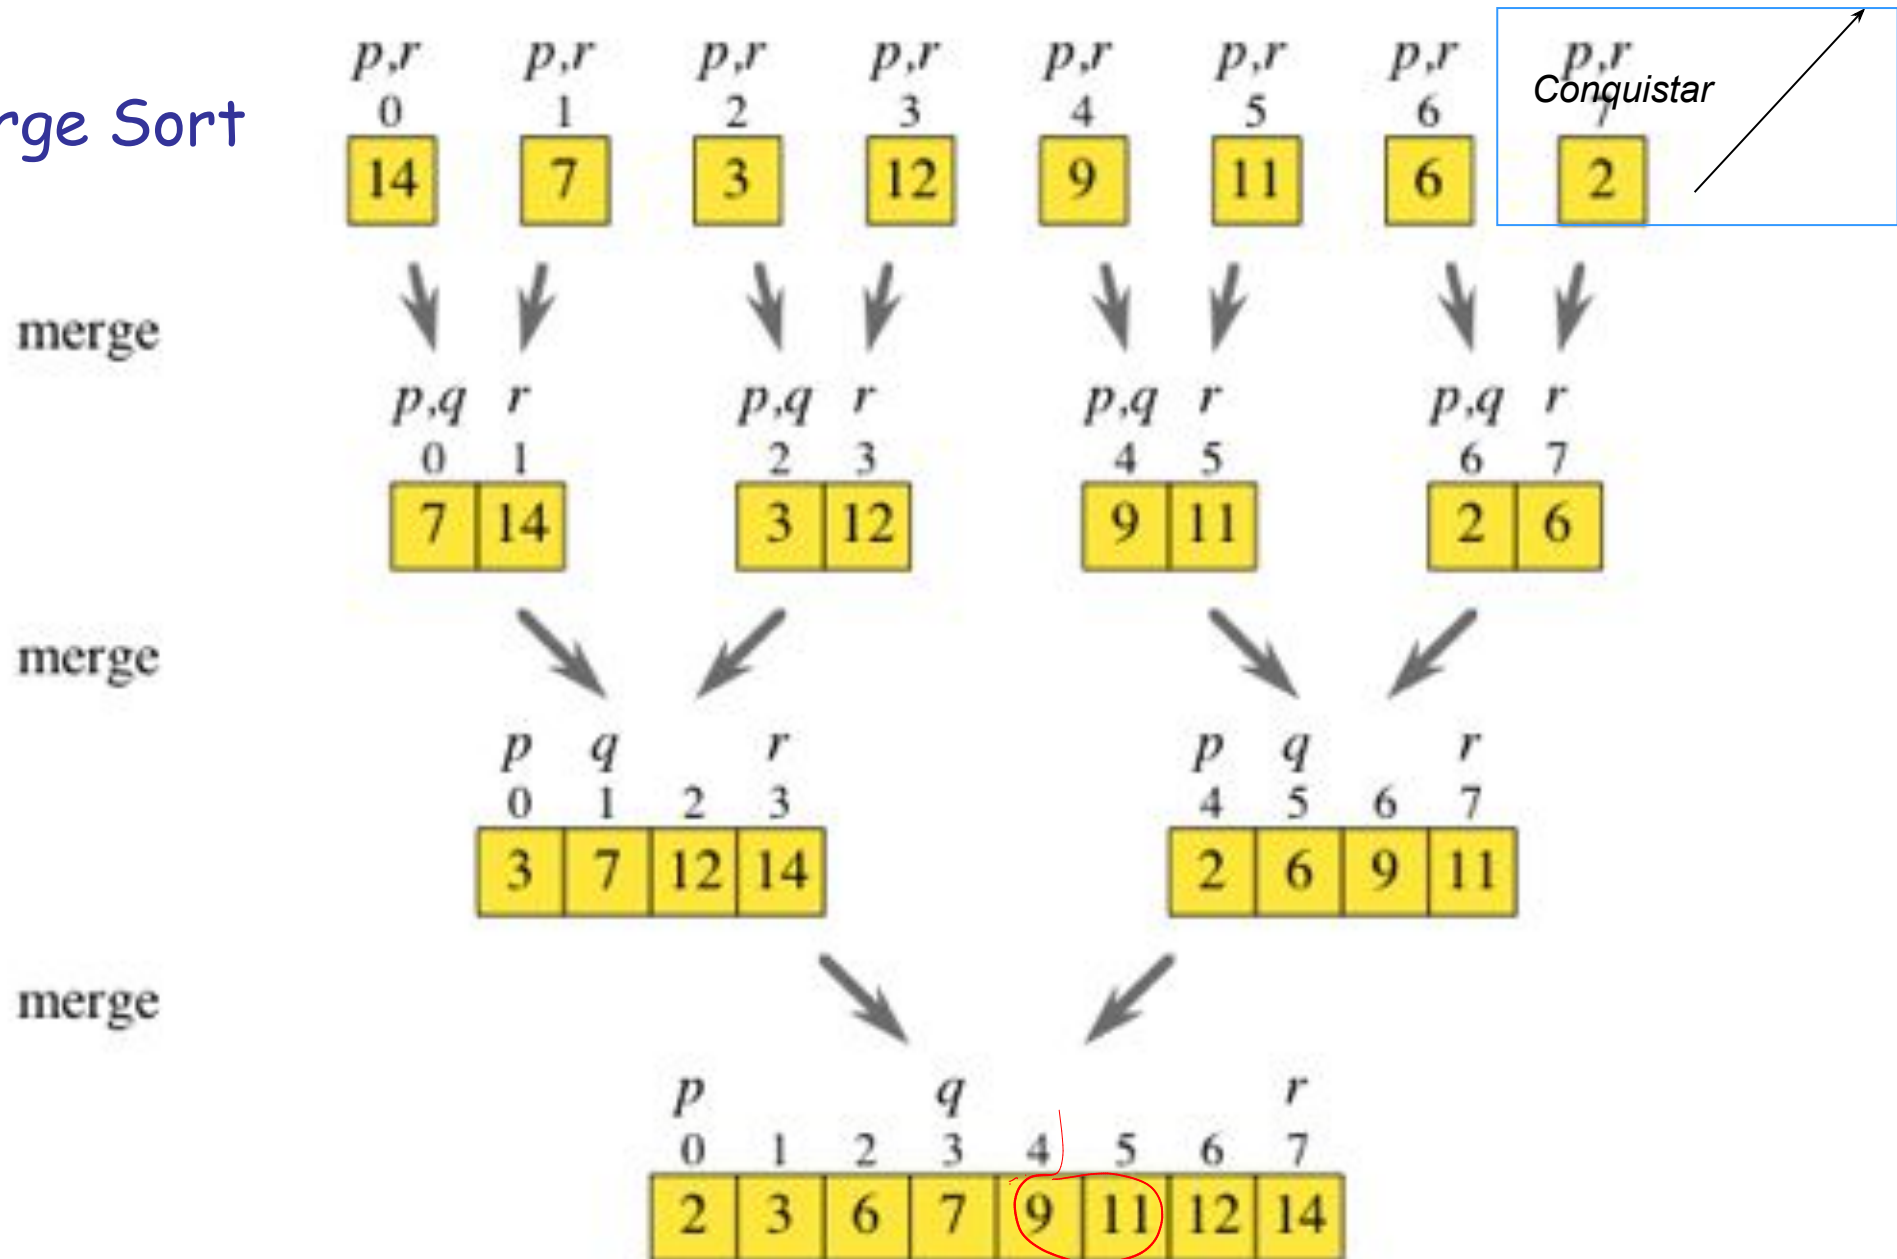 p,r p,r p,r p,r p,r p,r p,r p,r
Conquistar
0 1 2 3 4 5 6 7
rge Sort
14 7 3 12 9 11 6 2
merge
p,q r p,q r p,q r p,q r
0 1 2 3 4 5 6 7
7 14 3 12 9 11 2 6
merge
p q r p q r
0 1 2 3 4 5 6 7
3 7 12 14 2 6 9 11
merge
p q r
0 1 2 3 4 5 6 7
2 3 6 7 9 11 12 14